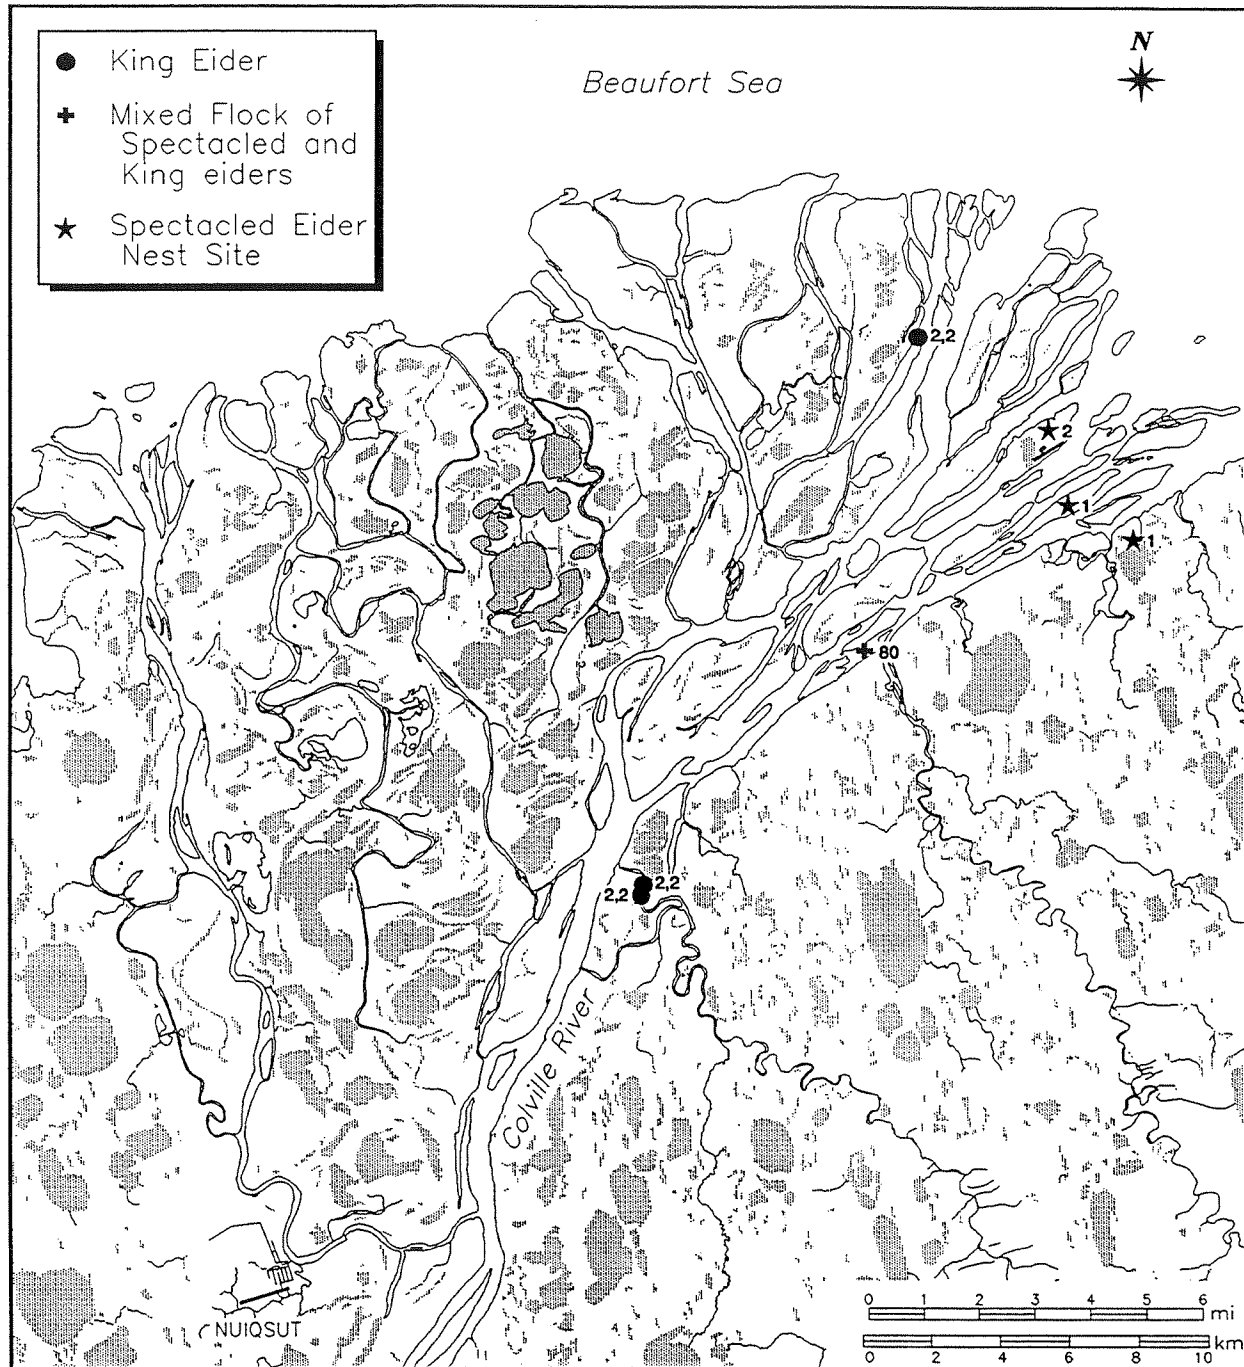 King Eider
Mixed Flock of
Spectacled and
King eiders
Spectacled Eider
Nest Site
Beaufort Sea
N
2,2
2
1
1
80
2,2
2,2
Colville River
NUIQSUT
0 1 2 3 4 5 6 mi
0 2 4 6 8 10 km